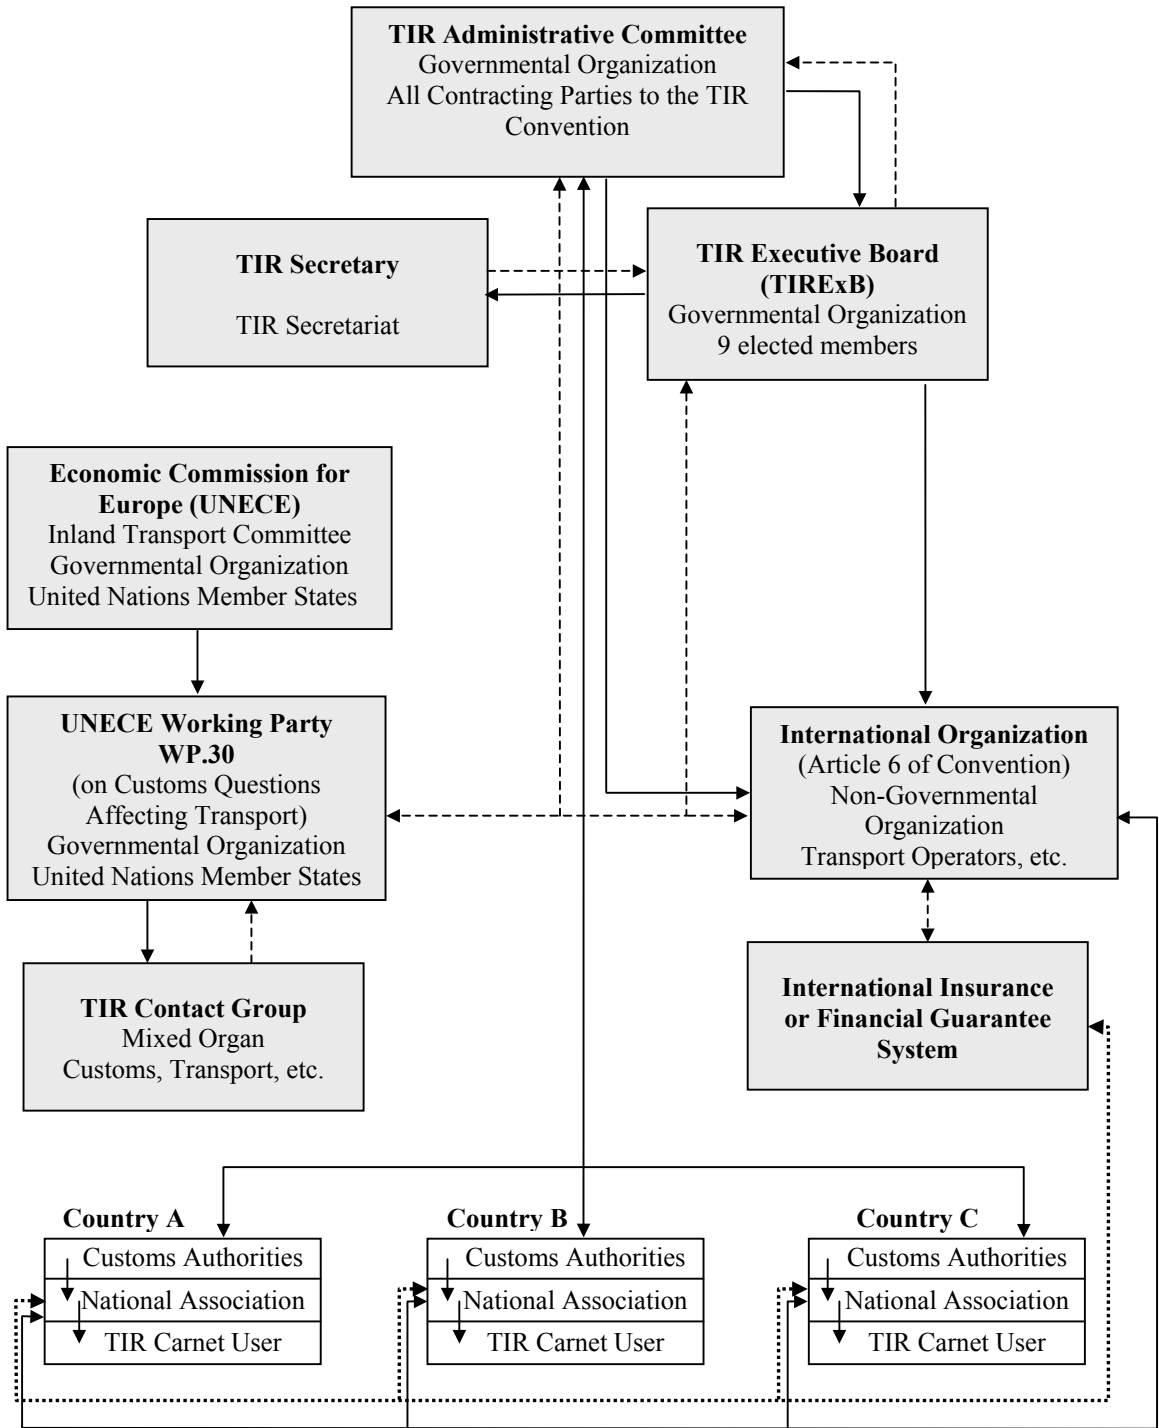 TIR Administrative Committee
Governmental Organization
All Contracting Parties to the TIR
Convention
TIR Secretary
TIR Secretariat
TIR Executive Board
(TIRExB)
Governmental Organization
9 elected members
Economic Commission for
Europe (UNECE)
Inland Transport Committee
Governmental Organization
United Nations Member States
UNECE Working Party
WP.30
(on Customs Questions
Affecting Transport)
Governmental Organization
United Nations Member States
International Organization
(Article 6 of Convention)
Non-Governmental
Organization
Transport Operators, etc.
TIR Contact Group
Mixed Organ
Customs, Transport, etc.
International Insurance
or Financial Guarantee
System
Country A
Customs Authorities
National Association
TIR Carnet User
Country B
Customs Authorities
National Association
TIR Carnet User
Country C
Customs Authorities
National Association
TIR Carnet User